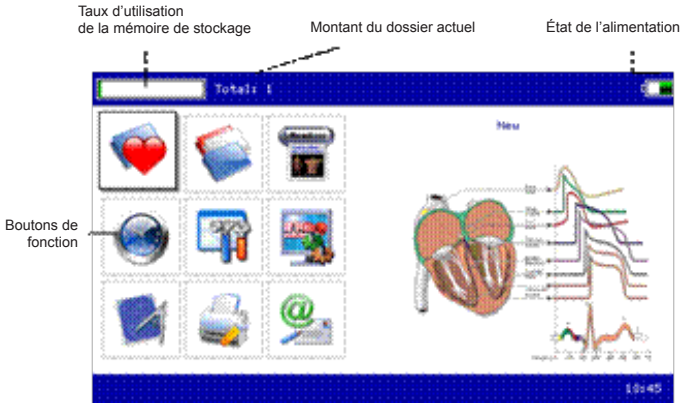 Taux d’utilisation
de la mémoire de stockage
Montant du dossier actuel
État de l’alimentation
Total: 1
New
Boutons de
fonction
@
10:45